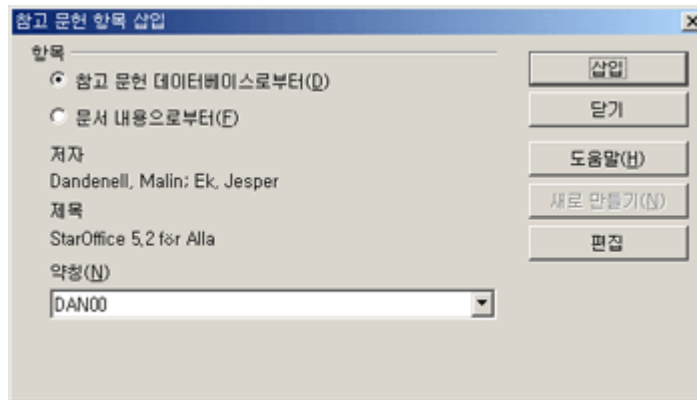 참고 문헌 항목 삽입
항목
참고 문헌 데이터베이스로부터(D)
문서 내용으로부터(F)
저자
Dandenell, Malin; Ek, Jesper
제목
StarOffice 5,2 för Alla
약칭(N)
DAN00
삽입
닫기
도움말(H)
새로 만들기(N)
편집